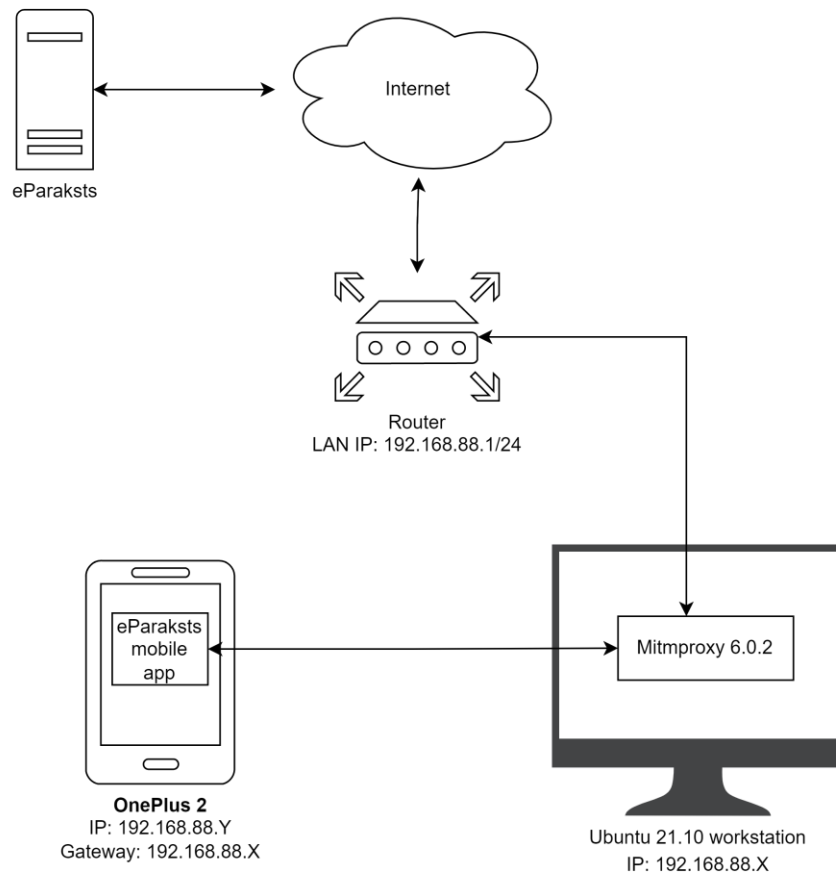 Internet
eParaksts
Router
LAN IP: 192.168.88.1/24
eParaksts
mobile
app
Mitmproxy 6.0.2
OnePlus 2
IP: 192.168.88.Y
Gateway: 192.168.88.X
Ubuntu 21.10 workstation
IP: 192.168.88.X